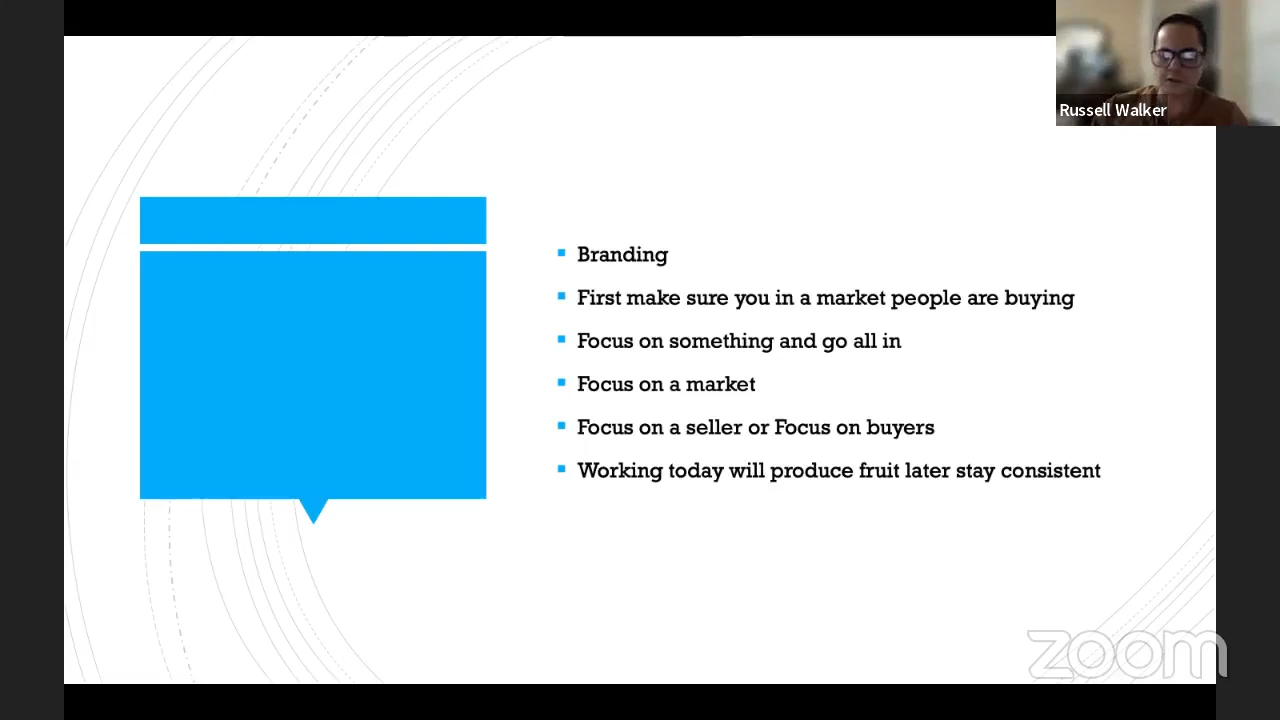 Russell Walker
Branding
First make sure you in a market people are buying
Focus on something and go all in
Focus on a market
Focus on a seller or Focus on buyers
Working today will produce fruit later stay consistent
zoom